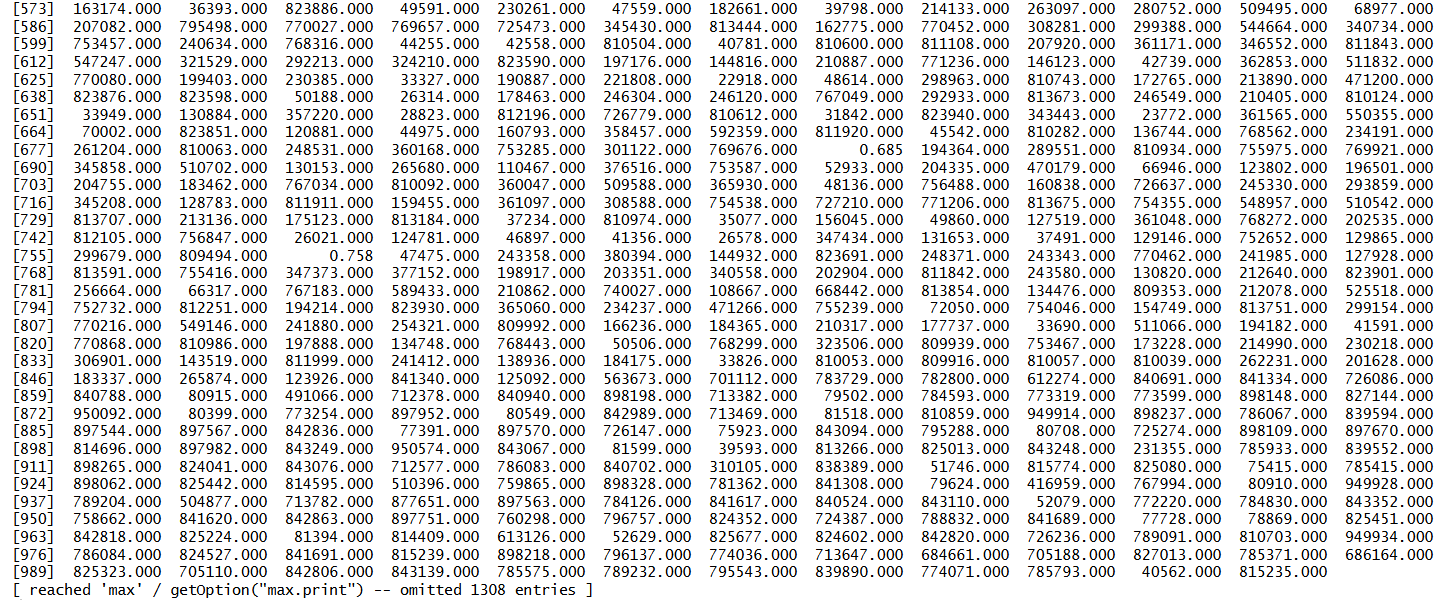 [573] 163174.000 36393.000 823886.000 49591.000 230261.000 47559.000 182661.000 39798.000 214133.000 263097.000 280752.000 509495.000 68977.000
[586] 207082.000 795498.000 770027.000 769657.000 725473.000 345430.000 813444.000 162775.000 770452.000 308281.000 299388.000 544664.000 340734.000
[599] 753457.000 240634.000 768316.000 44255.000 42558.000 810504.000 40781.000 810600.000 811108.000 207920.000 361171.000 346552.000 811843.000
[612] 547247.000 321529.000 292213.000 324210.000 823590.000 197176.000 144816.000 210887.000 771236.000 146123.000 42739.000 362853.000 511832.000
[625] 770080.000 199403.000 230385.000 33327.000 190887.000 221808.000 22918.000 48614.000 298963.000 810743.000 172765.000 213890.000 471200.000
[638] 823876.000 823598.000 50188.000 26314.000 178463.000 246304.000 246120.000 767049.000 292933.000 813673.000 246549.000 210405.000 810124.000
[651] 33949.000 130884.000 357220.000 28823.000 812196.000 726779.000 810612.000 31842.000 823940.000 343443.000 23772.000 361565.000 550355.000
[664] 70002.000 823851.000 120881.000 44975.000 160793.000 358457.000 592359.000 811920.000 45542.000 810282.000 136744.000 768562.000 234191.000
[677] 261204.000 810063.000 248531.000 360168.000 753285.000 301122.000 769676.000 0.685 194364.000 289551.000 810934.000 755975.000 769921.000
[690] 345858.000 510702.000 130153.000 265680.000 110467.000 376516.000 753587.000 52933.000 204335.000 470179.000 66946.000 123802.000 196501.000
[703] 204755.000 183462.000 767034.000 810092.000 360047.000 509588.000 365930.000 48136.000 756488.000 160838.000 726637.000 245330.000 293859.000
[716] 345208.000 128783.000 811911.000 159455.000 361097.000 308588.000 754538.000 727210.000 771206.000 813675.000 754355.000 548957.000 510542.000
[729] 813707.000 213136.000 175123.000 813184.000 37234.000 810974.000 35077.000 156045.000 49860.000 127519.000 361048.000 768272.000 202535.000
[742] 812105.000 756847.000 26021.000 124781.000 46897.000 41356.000 26578.000 347434.000 131653.000 37491.000 129146.000 752652.000 129865.000
[755] 299679.000 809494.000 0.758 47475.000 243358.000 380394.000 144932.000 823691.000 248371.000 243343.000 770462.000 241985.000 127928.000
[768] 813591.000 755416.000 347373.000 377152.000 198917.000 203351.000 340558.000 202904.000 811842.000 243580.000 130820.000 212640.000 823901.000
[781] 256664.000 66317.000 767183.000 589433.000 210862.000 740027.000 108667.000 668442.000 813854.000 134476.000 809353.000 212078.000 525518.000
[794] 752732.000 812251.000 194214.000 823930.000 365060.000 234237.000 471266.000 755239.000 72050.000 754046.000 154749.000 813751.000 299154.000
[807] 770216.000 549146.000 241880.000 254321.000 809992.000 166236.000 184365.000 210317.000 177737.000 33690.000 511066.000 194182.000 41591.000
[820] 770868.000 810986.000 197888.000 134748.000 768443.000 50506.000 768299.000 323506.000 809939.000 753467.000 173228.000 214990.000 230218.000
[833] 306901.000 143519.000 811999.000 241412.000 138936.000 184175.000 33826.000 810053.000 809916.000 810057.000 810039.000 262231.000 201628.000
[846] 183337.000 265874.000 123926.000 841340.000 125092.000 563673.000 701112.000 783729.000 782800.000 612274.000 840691.000 841334.000 726086.000
[859] 840788.000 80915.000 491066.000 712378.000 840940.000 898198.000 713382.000 79502.000 784593.000 773319.000 773599.000 898148.000 827144.000
[872] 950092.000 80399.000 773254.000 897952.000 80549.000 842989.000 713469.000 81518.000 810859.000 949914.000 898237.000 786067.000 839594.000
[885] 897544.000 897567.000 842836.000 77391.000 897570.000 726147.000 75923.000 843094.000 795288.000 80708.000 725274.000 898109.000 897670.000
[898] 814696.000 897982.000 843249.000 950574.000 843067.000 81599.000 39593.000 813266.000 825013.000 843248.000 231355.000 785933.000 839552.000
[911] 898265.000 824041.000 843076.000 712577.000 786083.000 840702.000 310105.000 838389.000 51746.000 815774.000 825080.000 75415.000 785415.000
[924] 898062.000 825442.000 814595.000 510396.000 759865.000 898328.000 781362.000 841308.000 79624.000 416959.000 767994.000 80910.000 949928.000
[937] 789204.000 504877.000 713782.000 877651.000 897563.000 784126.000 841617.000 840524.000 843110.000 52079.000 772220.000 784830.000 843352.000
[950] 758662.000 841620.000 842863.000 897751.000 760298.000 796757.000 824352.000 724387.000 788832.000 841689.000 77728.000 78869.000 825451.000
[963] 842818.000 825224.000 81394.000 814409.000 613126.000 52629.000 825677.000 824602.000 842820.000 726236.000 789091.000 810703.000 949934.000
[976] 786084.000 824527.000 841691.000 815239.000 898218.000 796137.000 774036.000 713647.000 684661.000 705188.000 827013.000 785371.000 686164.000
[989] 825323.000 705110.000 842806.000 843139.000 785575.000 789232.000 795543.000 839890.000 774071.000 785793.000 40562.000 815235.000
[ reached 'max' / getOption("max.print") -- omitted 1308 entries ]